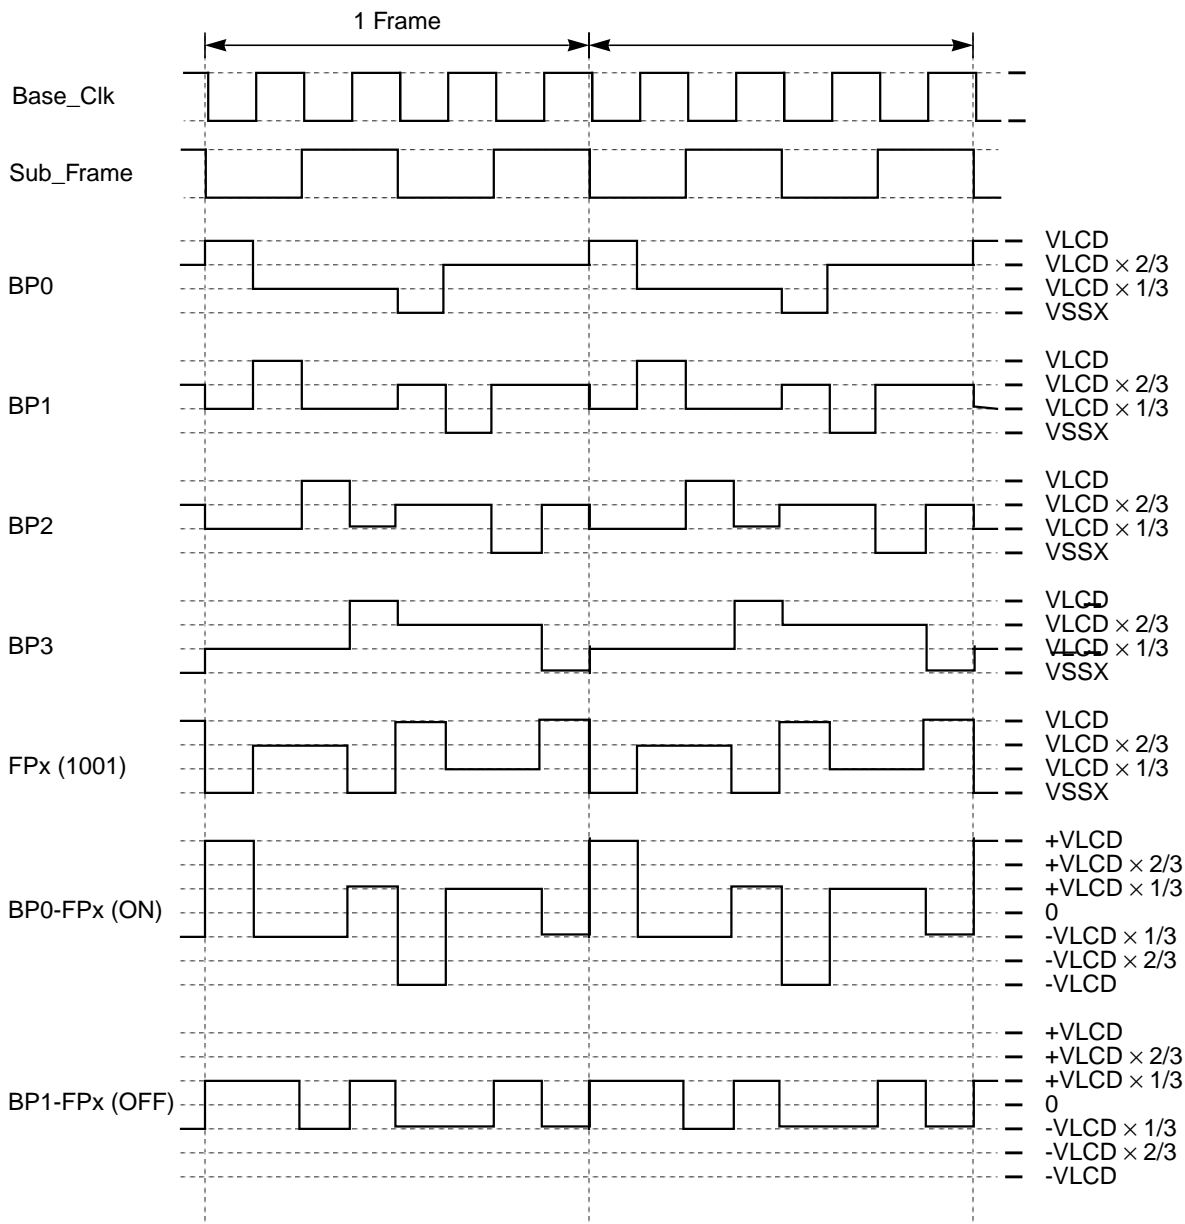 1 Frame
Base_Clk
Sub_Frame
BP0
VLCD
VLCD × 2/3
VLCD × 1/3
VSSX
BP1
VLCD
VLCD × 2/3
VLCD × 1/3
VSSX
BP2
VLCD
VLCD × 2/3
VLCD × 1/3
VSSX
BP3
VLCD
VLCD × 2/3
VLCD × 1/3
VSSX
FPx (1001)
VLCD
VLCD × 2/3
VLCD × 1/3
VSSX
BP0-FPx (ON)
+VLCD
+VLCD × 2/3
+VLCD × 1/3
0
-VLCD × 1/3
-VLCD × 2/3
-VLCD
BP1-FPx (OFF)
+VLCD
+VLCD × 2/3
+VLCD × 1/3
0
-VLCD × 1/3
-VLCD × 2/3
-VLCD